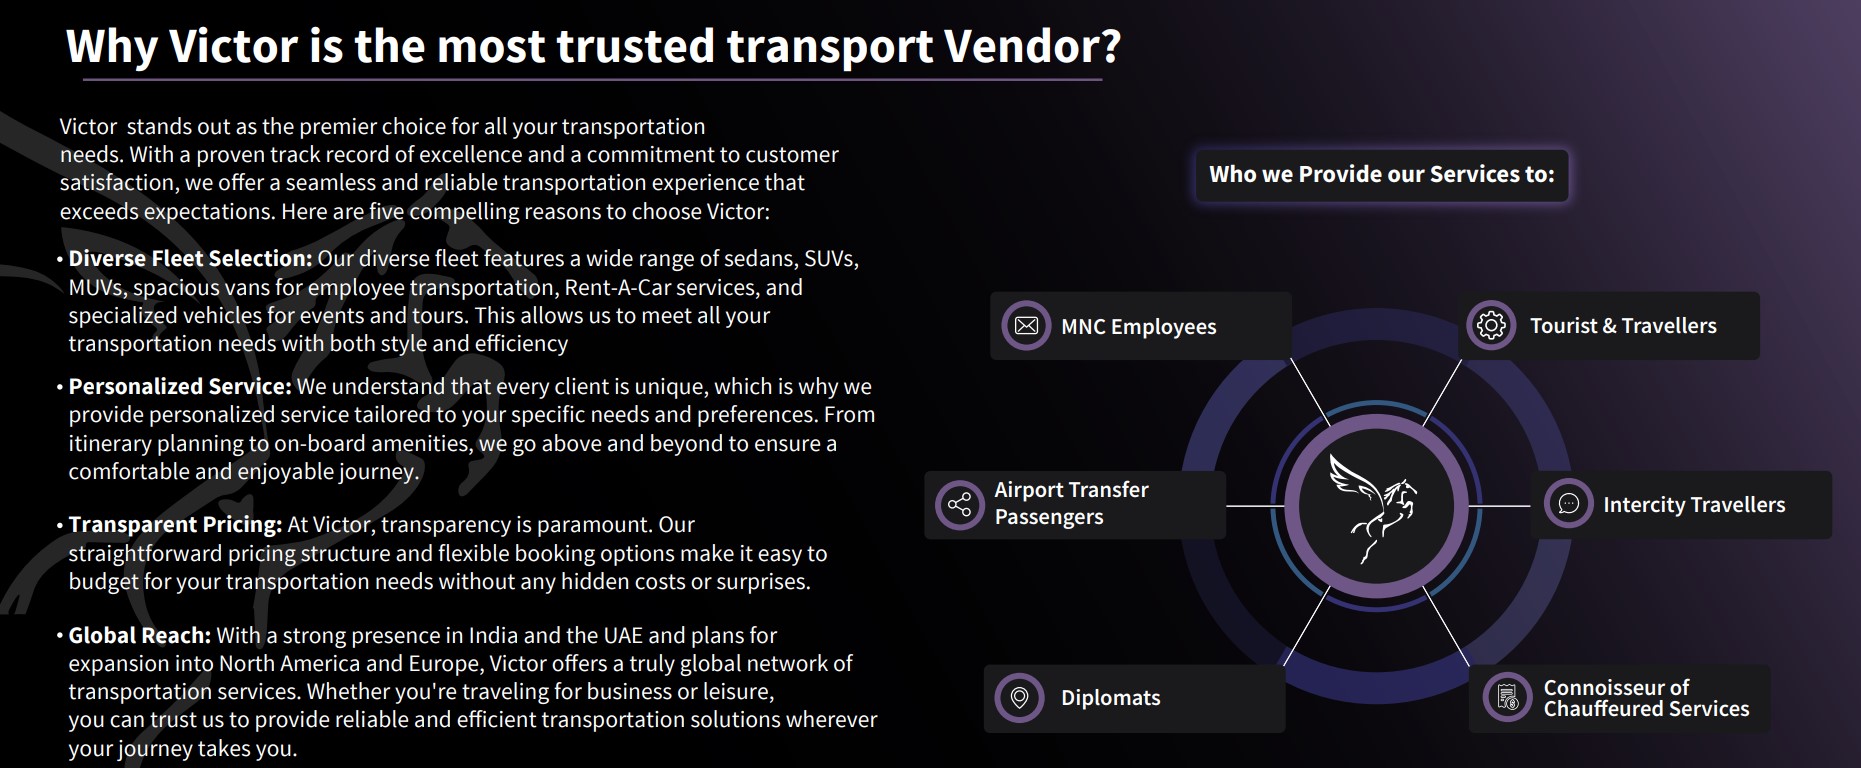 Why Victor is the most trusted transport Vendor?
Victor stands out as the premier choice for all your transportation
needs. With a proven track record of excellence and a commitment to customer
satisfaction, we offer a seamless and reliable transportation experience that
exceeds expectations. Here are five compelling reasons to choose Victor:
• Diverse Fleet Selection: Our diverse fleet features a wide range of sedans, SUVs,
MUVs, spacious vans for employee transportation, Rent-A-Car services, and
specialized vehicles for events and tours. This allows us to meet all your
transportation needs with both style and efficiency
• Personalized Service: We understand that every client is unique, which is why we
provide personalized service tailored to your specific needs and preferences. From
itinerary planning to on-board amenities, we go above and beyond to ensure a
comfortable and enjoyable journey.
• Transparent Pricing: At Victor, transparency is paramount. Our
straightforward pricing structure and flexible booking options make it easy to
budget for your transportation needs without any hidden costs or surprises.
• Global Reach: With a strong presence in India and the UAE and plans for
expansion into North America and Europe, Victor offers a truly global network of
transportation services. Whether you're traveling for business or leisure,
you can trust us to provide reliable and efficient transportation solutions wherever
your journey takes you.
Who we Provide our Services to:
MNC Employees
Tourist & Travellers
Airport Transfer
Passengers
Intercity Travellers
Diplomats
Connoisseur of
Chauffeured Services